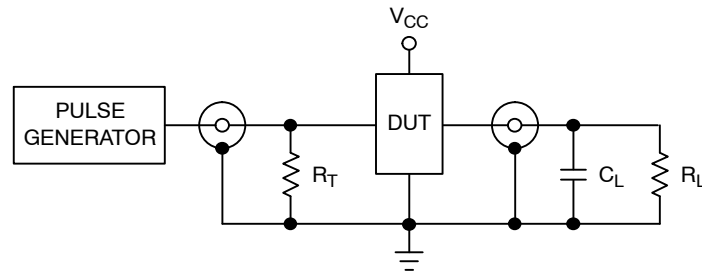 V_CC
PULSE
GENERATOR
DUT
R_T
C_L
R_L